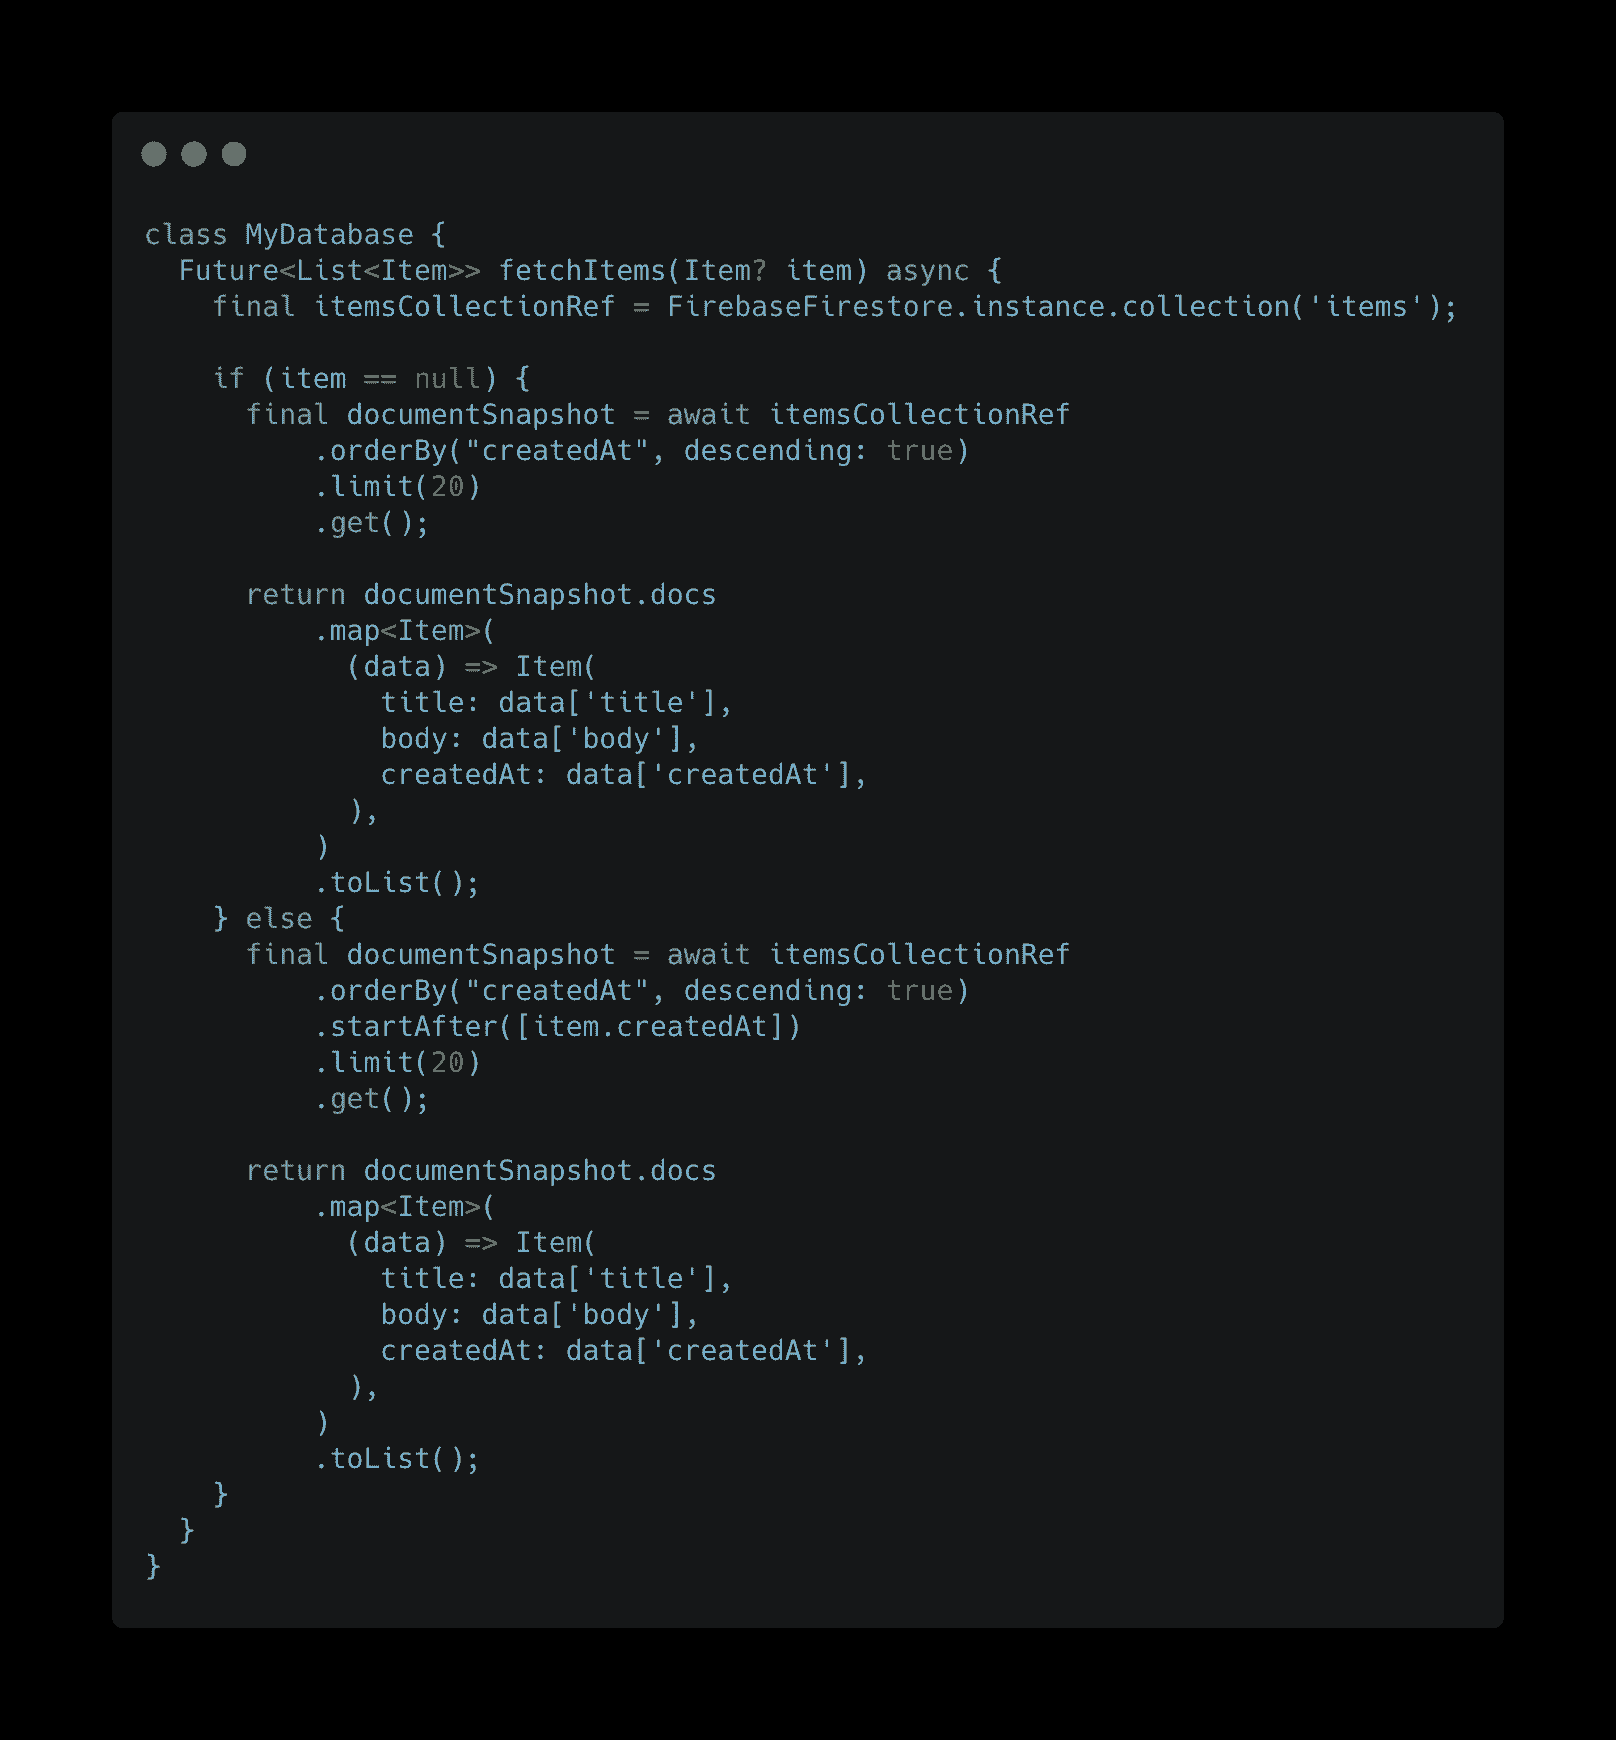 class MyDatabase {
  Future<List<Item>> fetchItems(Item? item) async {
    final itemsCollectionRef = FirebaseFirestore.instance.collection('items');

    if (item == null) {
      final documentSnapshot = await itemsCollectionRef
          .orderBy("createdAt", descending: true)
          .limit(20)
          .get();

      return documentSnapshot.docs
          .map<Item>(
            (data) => Item(
              title: data['title'],
              body: data['body'],
              createdAt: data['createdAt'],
            ),
          )
          .toList();
    } else {
      final documentSnapshot = await itemsCollectionRef
          .orderBy("createdAt", descending: true)
          .startAfter([item.createdAt])
          .limit(20)
          .get();

      return documentSnapshot.docs
          .map<Item>(
            (data) => Item(
              title: data['title'],
              body: data['body'],
              createdAt: data['createdAt'],
            ),
          )
          .toList();
    }
  }
}